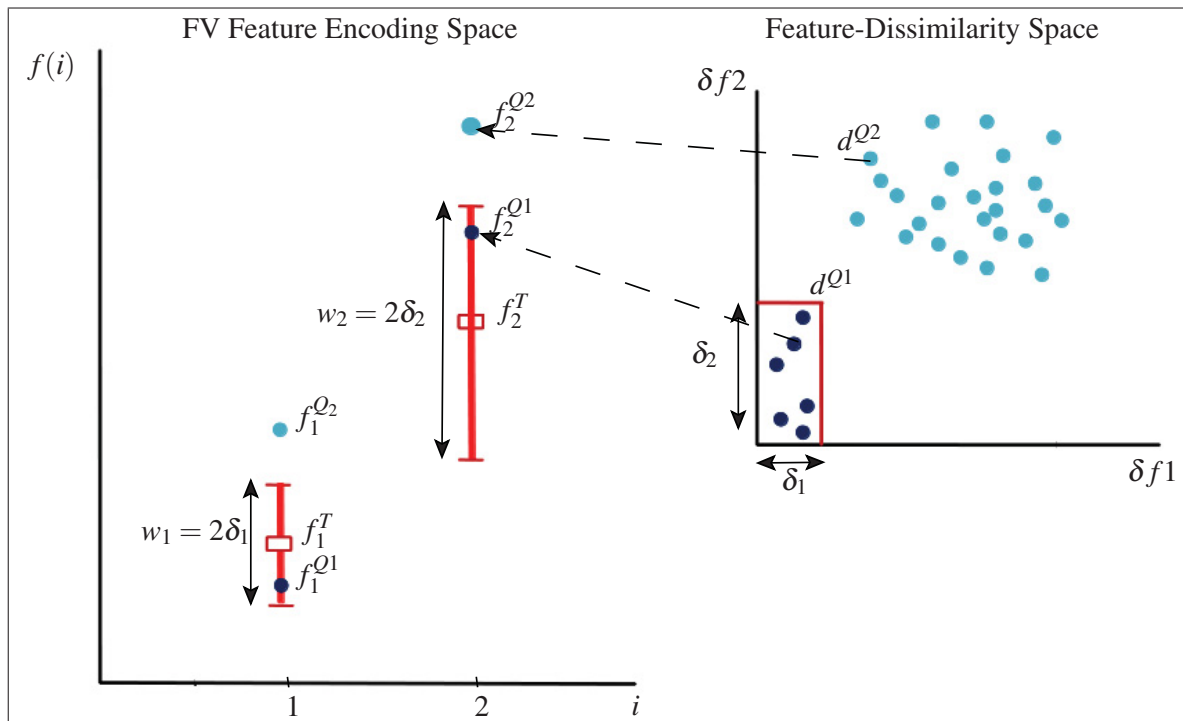 FV Feature Encoding Space
f(i)
f_2^{Q2}
f_2^{Q1}
w_2 = 2δ_2
f_2^T
f_1^{Q_2}
w_1 = 2δ_1
f_1^T
f_1^{Q1}
1
2
i
Feature-Dissimilarity Space
δf2
d^{Q2}
d^{Q1}
δ_2
δ_1
δf1